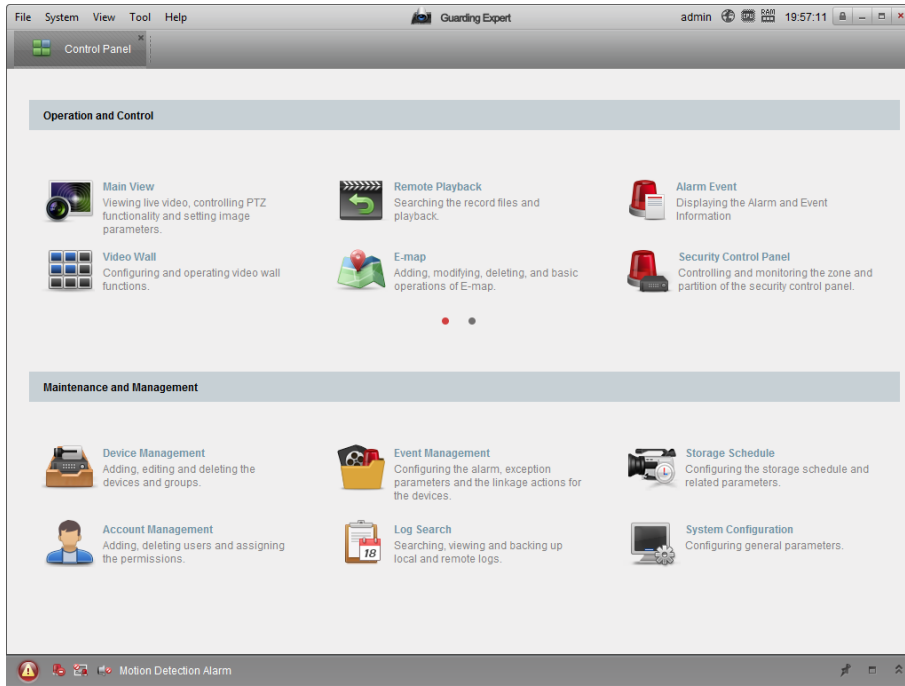 File System View Tool Help Guarding Expert admin CPU RAM 19:57:11
Control Panel
Operation and Control
Main View
Viewing live video, controlling PTZ
functionality and setting image
parameters.
Remote Playback
Searching the record files and
playback.
Alarm Event
Displaying the Alarm and Event
Information
Video Wall
Configuring and operating video wall
functions.
E-map
Adding, modifying, deleting, and basic
operations of E-map.
Security Control Panel
Controlling and monitoring the zone and
partition of the security control panel.
Maintenance and Management
Device Management
Adding, editing and deleting the
devices and groups.
Event Management
Configuring the alarm, exception
parameters and the linkage actions for
the devices.
Storage Schedule
Configuring the storage schedule and
related parameters.
Account Management
Adding, deleting users and assigning
the permissions.
18
Log Search
Searching, viewing and backing up
local and remote logs.
System Configuration
Configuring general parameters.
Motion Detection Alarm